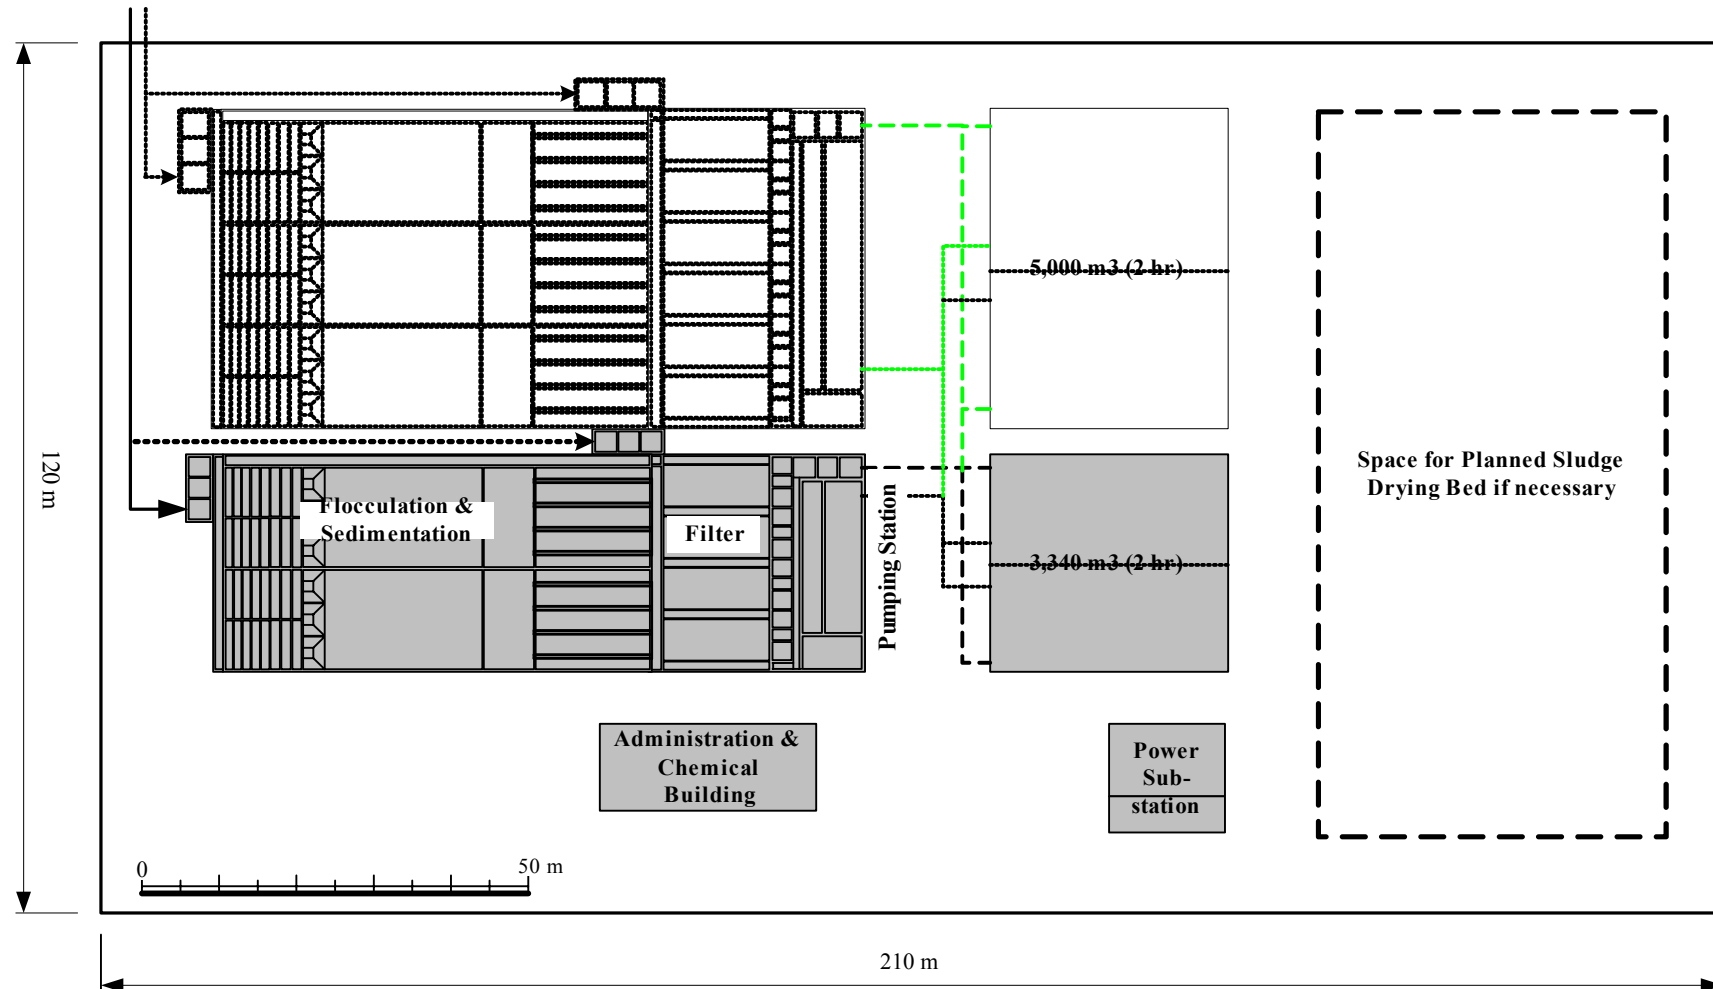 5,000 m3 (2 hr)
120 m
Flocculation &
Sedimentation
Filter
Pumping Station
3,340 m3 (2 hr)
Space for Planned Sludge
Drying Bed if necessary
Administration &
Chemical
Building
Power
Sub-
station
0
50 m
210 m